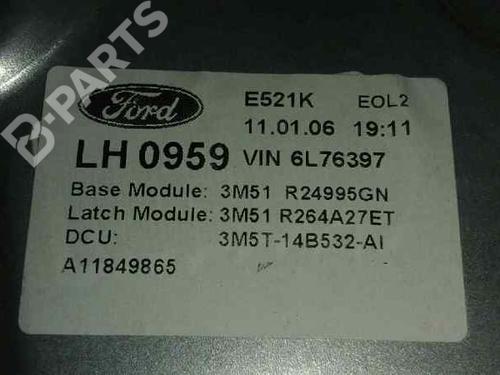 B-PARTS
Ford
E521K EOL2
11.01.06 19:11
LH 0959 VIN 6L76397
Base Module: 3M51 R24995GN
Latch Module: 3M51 R264A27ET
DCU: 3M5T-14B532-AI
A11849865